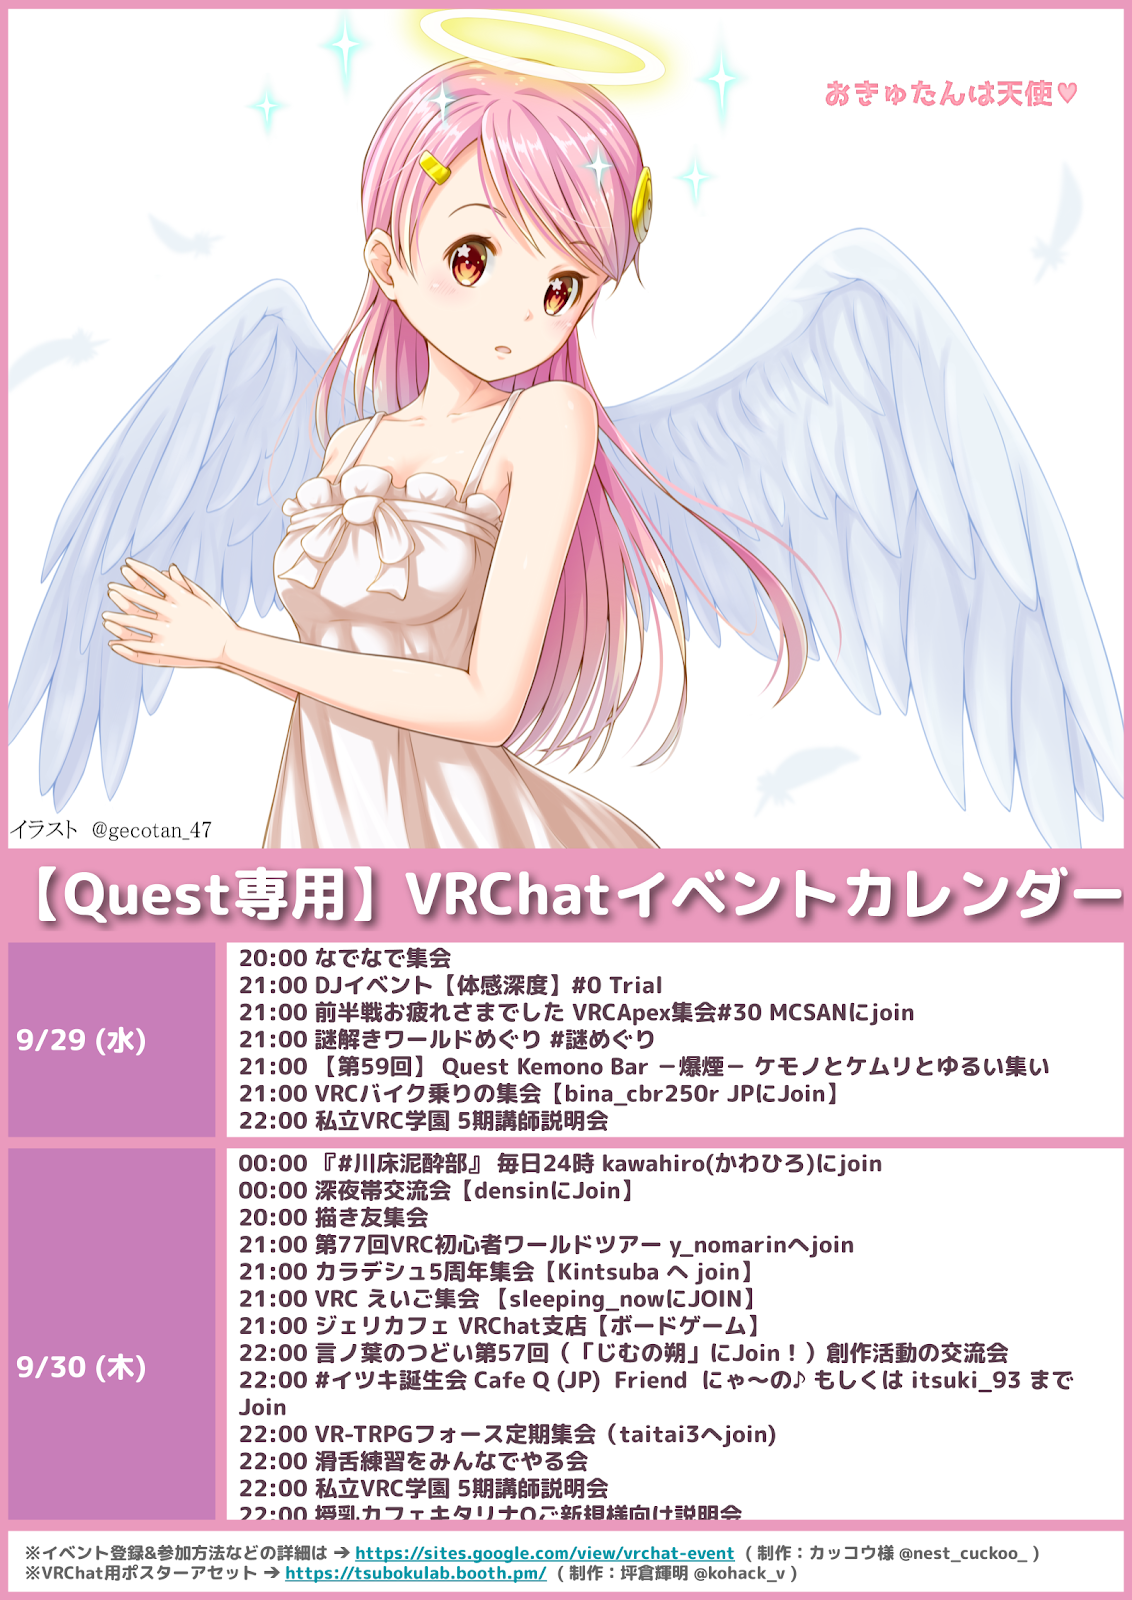 おきゅたんは天使♥
イラスト @gecotan_47
【Quest専用】VRChatイベントカレンダー
9/29 (水)
20:00 なでなで集会
21:00 DJイベント【体感深度】#0 Trial
21:00 前半戦お疲れさまでした VRCApex集会#30 MCSANにjoin
21:00 謎解きワールドめぐり #謎めぐり
21:00 【第59回】 Quest Kemono Bar －爆煙－ ケモノとケムリとゆるい集い
21:00 VRCバイク乗りの集会【bina_cbr250r JPにJoin】
22:00 私立VRC学園 5期講師説明会
9/30 (木)
00:00 『#川床泥酔部』 毎日24時 kawahiro(かわひろ)にjoin
00:00 深夜帯交流会【densinにJoin】
20:00 描き友集会
21:00 第77回VRC初心者ワールドツアー y_nomarinへjoin
21:00 カラデシュ5周年集会【Kintsuba へ join】
21:00 VRC えいご集会 【sleeping_nowにJOIN】
21:00 ジェリカフェ VRChat支店【ボードゲーム】
22:00 言ノ葉のつどい第57回（「じむの朔」にJoin！）創作活動の交流会
22:00 #イツキ誕生会 Cafe Q (JP) Friend にゃ〜の♪ もしくは itsuki_93 まで
Join
22:00 VR-TRPGフォース定期集会（taitai3へjoin)
22:00 滑舌練習をみんなでやる会
22:00 私立VRC学園 5期講師説明会
22:00 授乳カフェキタリナQご新規様向け説明会
※イベント登録&参加方法などの詳細は ➔ https://sites.google.com/view/vrchat-event ( 制作：カッコウ様 @nest_cuckoo_ )
※VRChat用ポスターアセット ➔ https://tsubokulab.booth.pm/ ( 制作：坪倉輝明 @kohack_v )